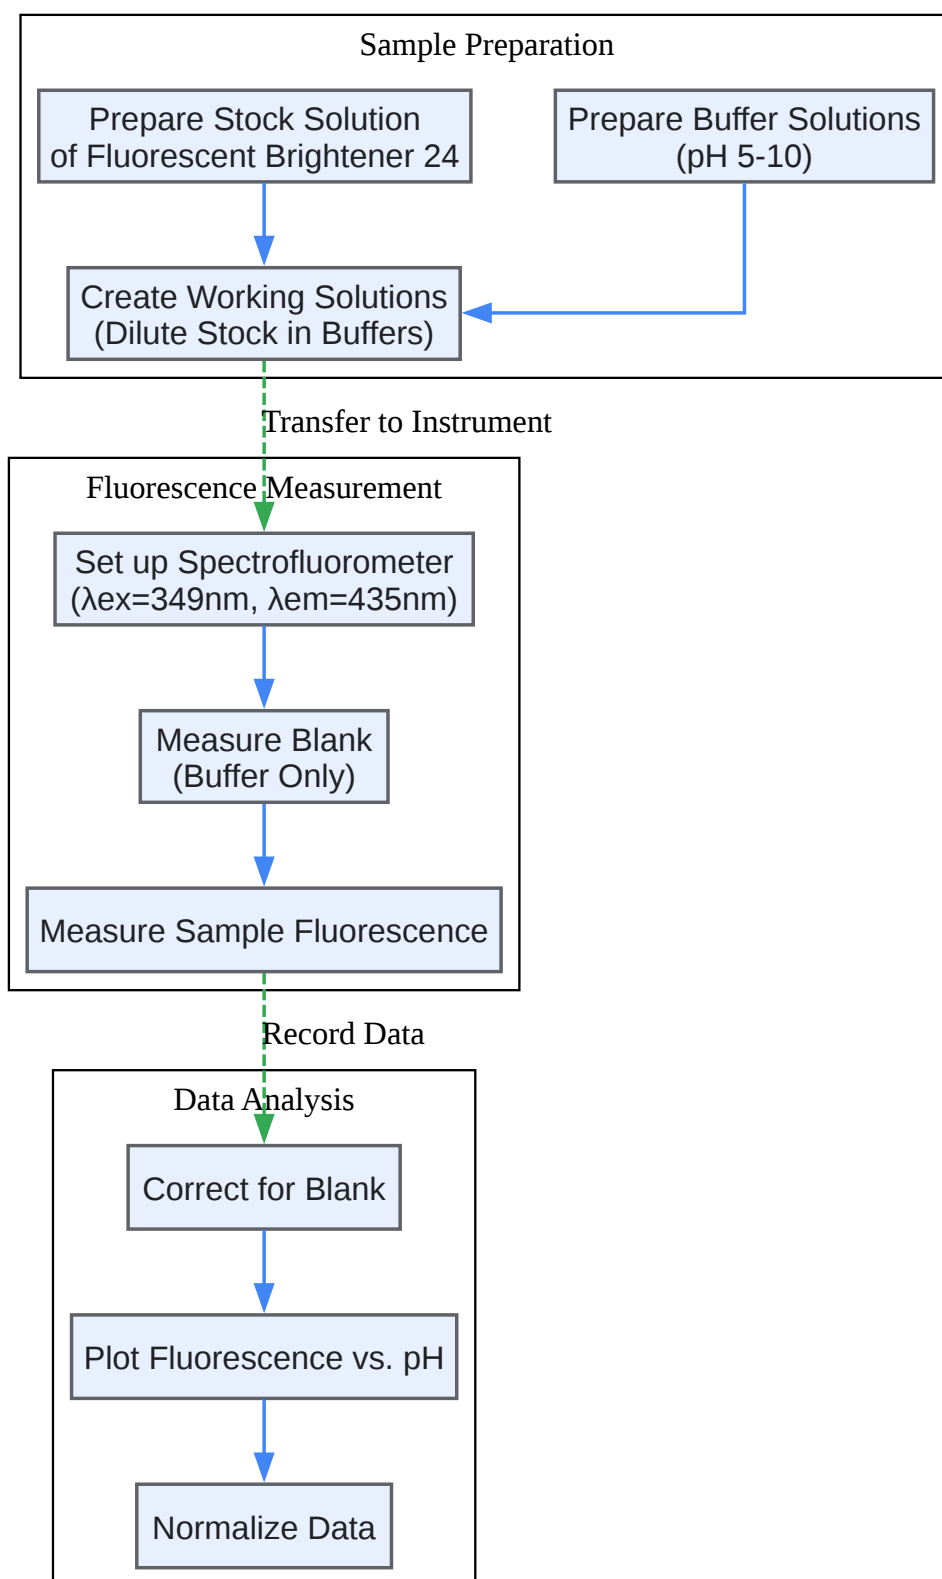 Sample Preparation
Prepare Stock Solution
of Fluorescent Brightener 24
Prepare Buffer Solutions
(pH 5-10)
Create Working Solutions
(Dilute Stock in Buffers)
Transfer to Instrument
Fluorescence Measurement
Set up Spectrofluorometer
(λex=349nm, λem=435nm)
Measure Blank
(Buffer Only)
Measure Sample Fluorescence
Record Data
Data Analysis
Correct for Blank
Plot Fluorescence vs. pH
Normalize Data